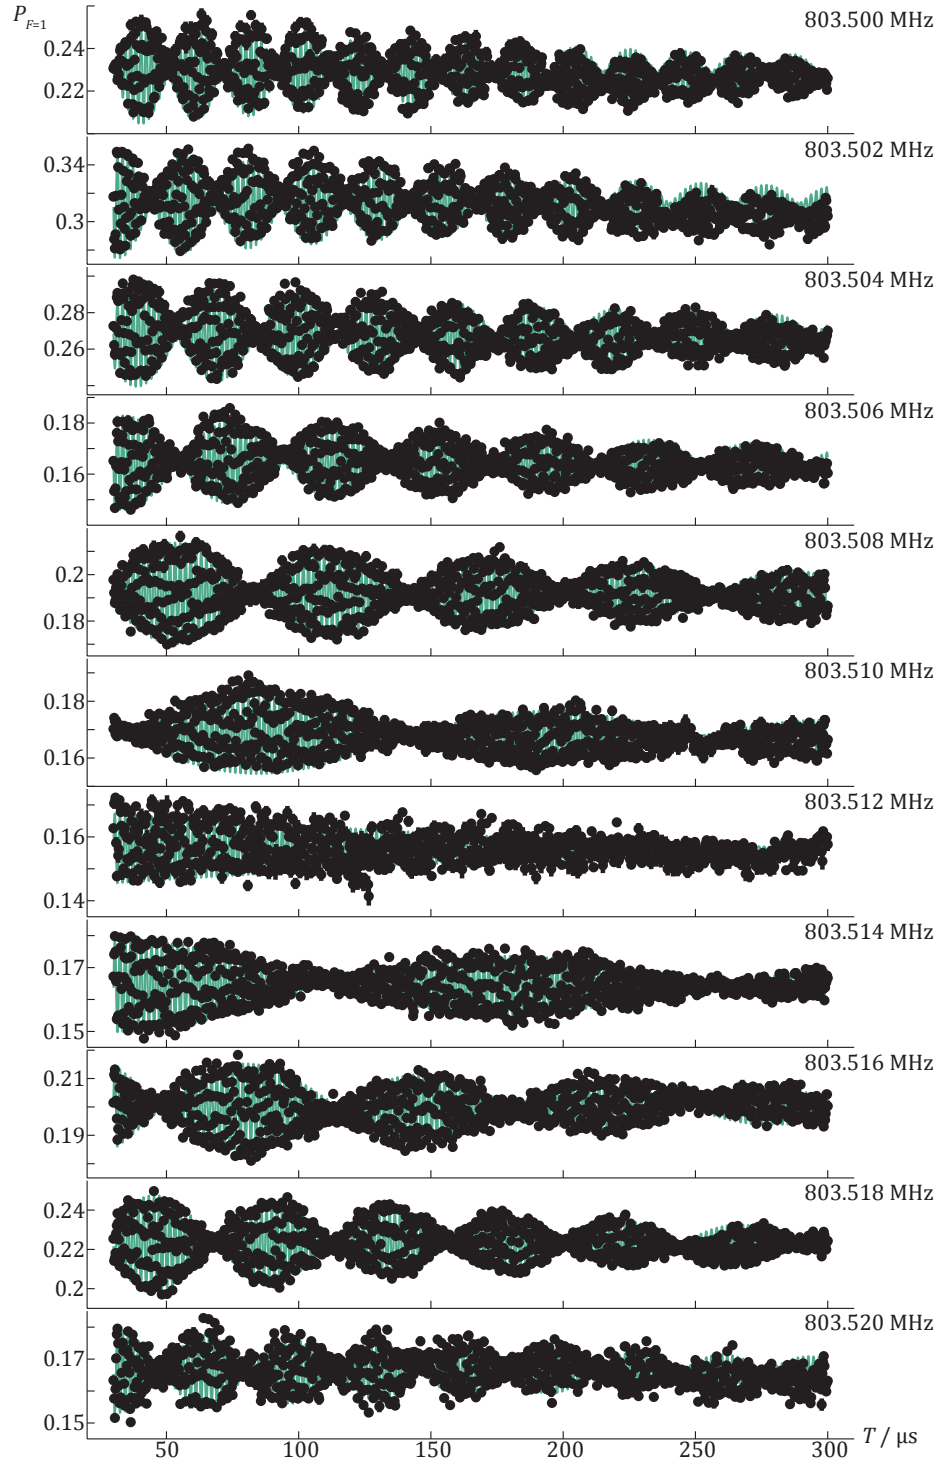 P_{F=1}
803.500 MHz
0.24
0.22
803.502 MHz
0.34
0.3
803.504 MHz
0.28
0.26
803.506 MHz
0.18
0.16
803.508 MHz
0.2
0.18
803.510 MHz
0.18
0.16
803.512 MHz
0.16
0.14
803.514 MHz
0.17
0.15
803.516 MHz
0.21
0.19
803.518 MHz
0.24
0.22
0.2
803.520 MHz
0.17
0.15
50 100 150 200 250 300 T / μs